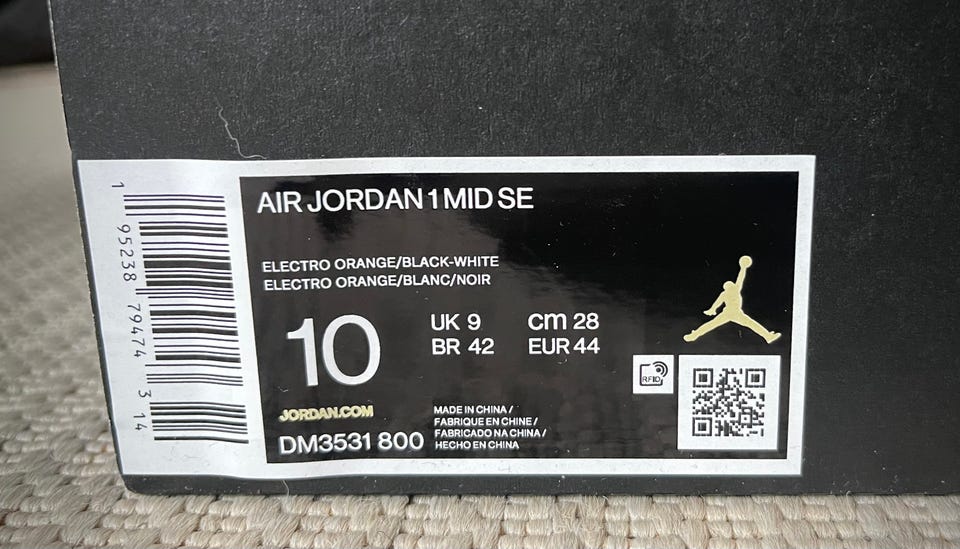 AIR JORDAN 1 MID SE
ELECTRO ORANGE/BLACK-WHITE
ELECTRO ORANGE/BLANC/NOIR
10
UK 9
BR 42
cm 28
EUR 44
RFID
JORDAN.COM
DM3531 800
MADE IN CHINA /
FABRIQUE EN CHINE /
FABRICADO NA CHINA /
HECHO EN CHINA
1 95238 79474 3 14